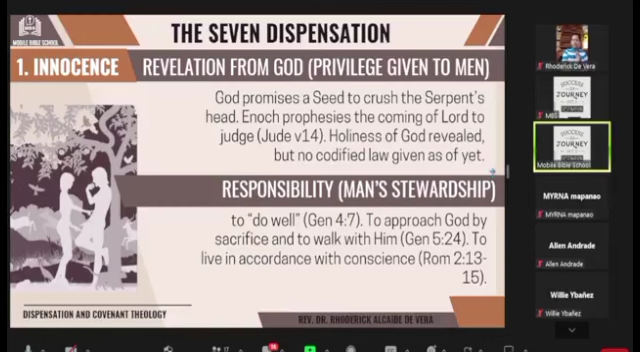 THE SEVEN DISPENSATION
MOBILE BIBLE SCHOOL
1. INNOCENCE
REVELATION FROM GOD (PRIVILEGE GIVEN TO MEN)
God promises a Seed to crush the Serpent's
head. Enoch prophesies the coming of Lord to
judge (Jude v14). Holiness of God revealed,
but no codified law given as of yet.
RESPONSIBILITY (MAN'S STEWARDSHIP)
to "do well" (Gen 4:7). To approach God by
sacrifice and to walk with Him (Gen 5:24). To
live in accordance with conscience (Rom 2:13-
15).
DISPENSATION AND COVENANT THEOLOGY
REV. DR. RHODERICK ALCAIDE DE VERA
Rhoderick De Vera
JOURNEY
MBS
JOURNEY
Mobile Bible School
MYRNA mapanao
MYRNA mapanao
Allen Andrade
Allen Andrade
Willie Ybañez
Willie Ybañez